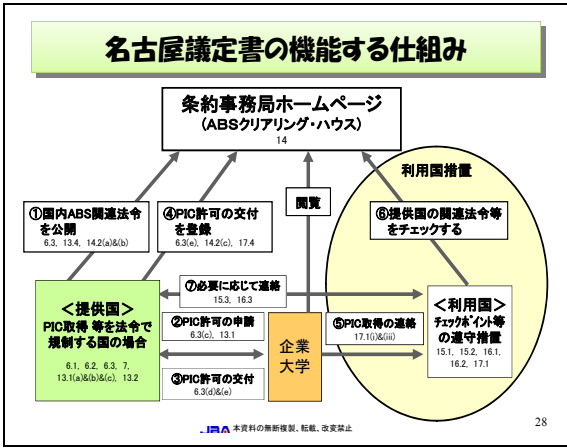 名古屋議定書の機能する仕組み
条約事務局ホームページ
(ABSクリアリング・ハウス)
14
利用国措置
①国内ABS関連法令
を公開
6.3, 13.4, 14.2(a)&(b)
④PIC許可の交付
を登録
6.3(e), 14.2(c), 17.4
閲覧
⑥提供国の関連法令等
をチェックする
⑦必要に応じて連絡
15.3, 16.3
<提供国>
PIC取得 等を法令で
規制する国の場合
6.1, 6.2, 6.3, 7,
13.1(a)&(b)&(c), 13.2
②PIC許可の申請
6.3(c), 13.1
③PIC許可の交付
6.3(d)&(e)
企業
大学
⑤PIC取得の連絡
17.1(i)&(iii)
<利用国>
チェックポイント等
の遵守措置
15.1, 15.2, 16.1,
16.2, 17.1
JBA 本資料の無断複製、転載、改変禁止
28